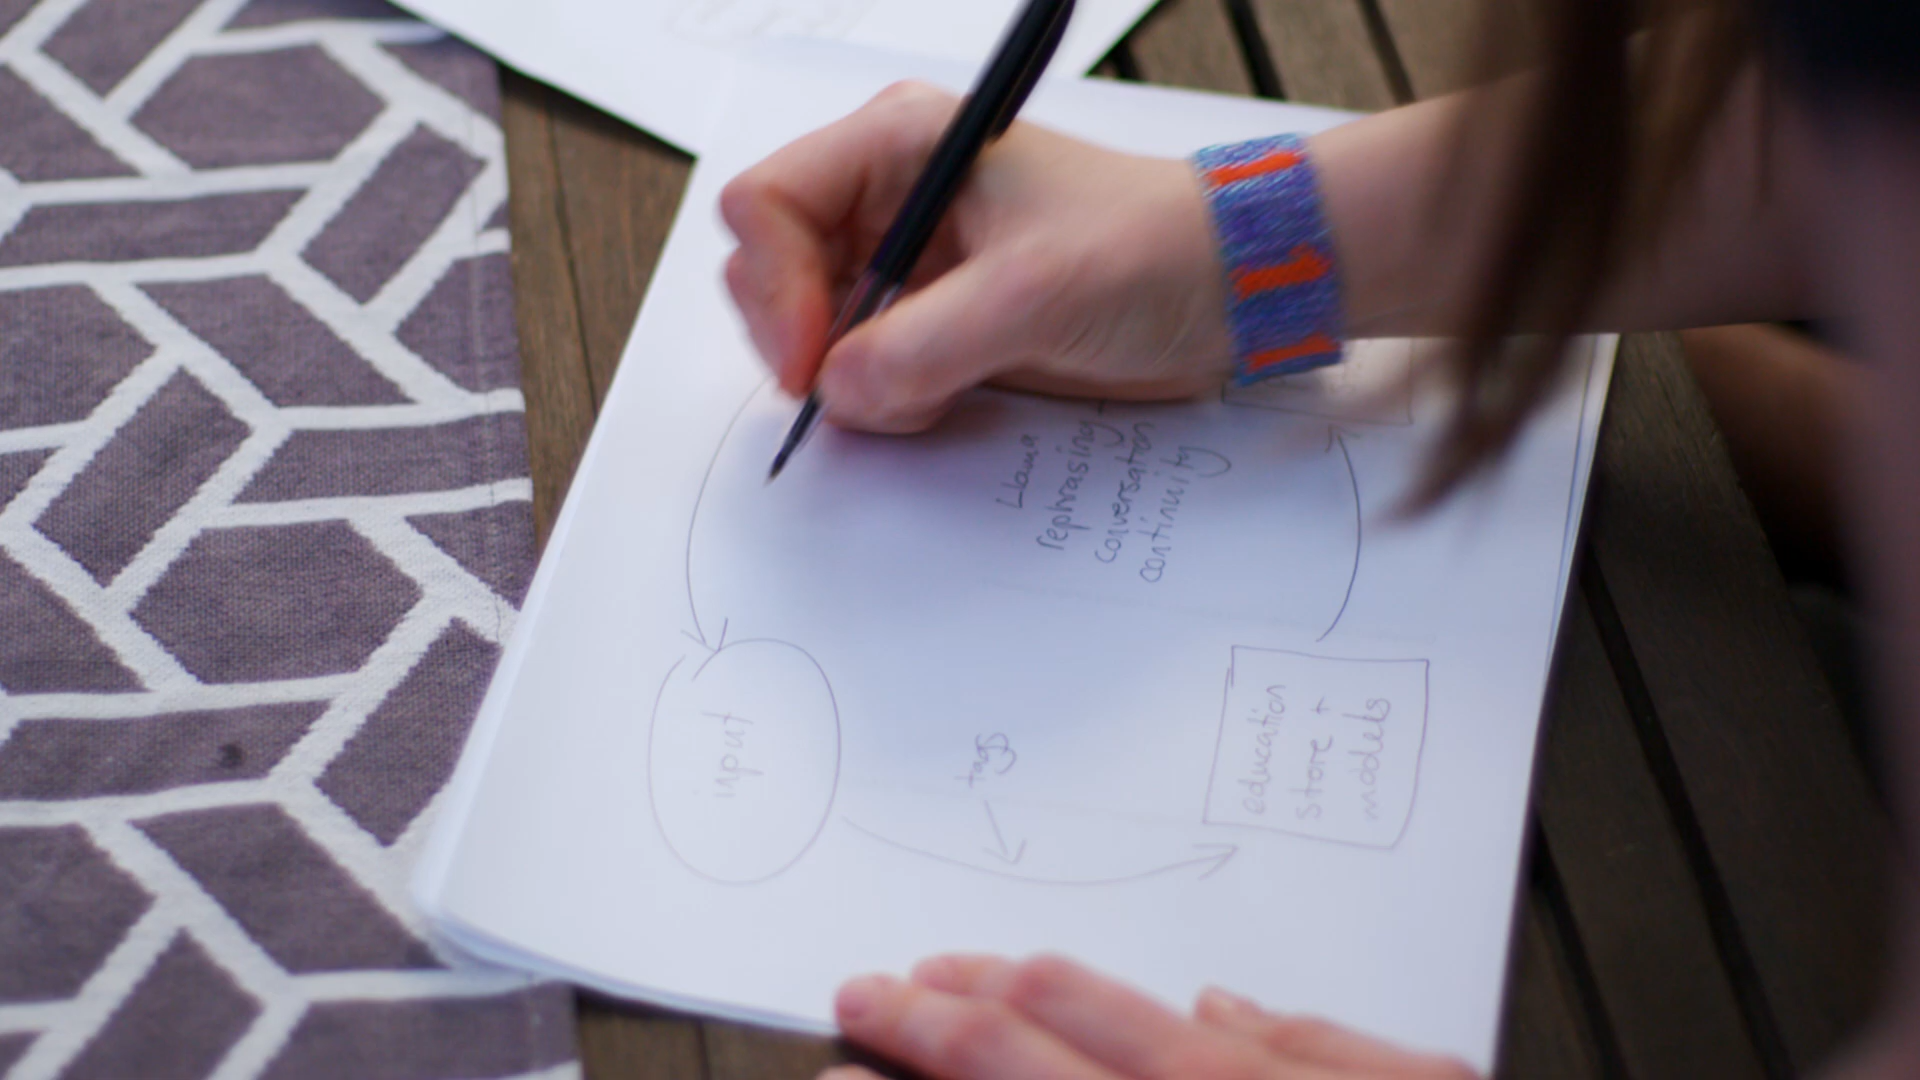 Llama
rephrasing
conversation
continuity
input
tags
education
store +
models